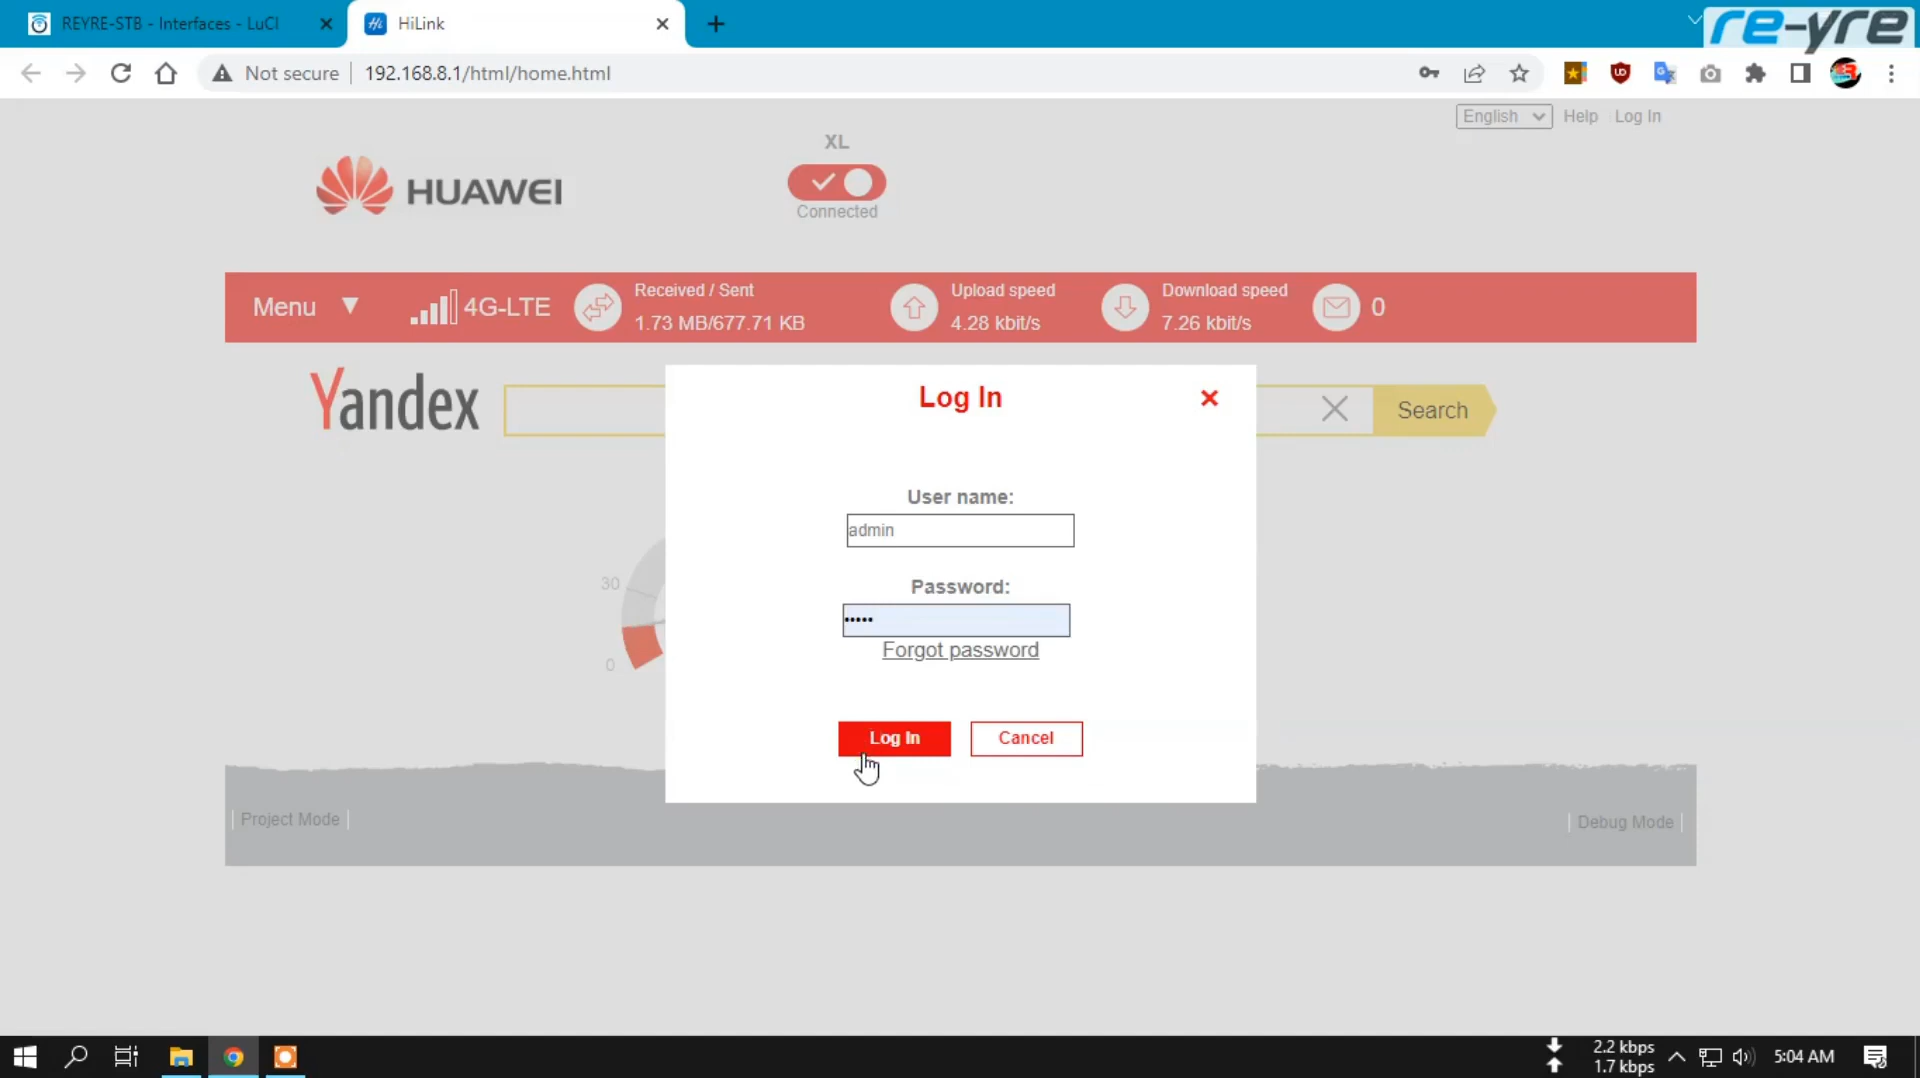 REYRE-STB - Interfaces - LuCI
HiLink
re-yre
Not secure
192.168.8.1/html/home.html
English
Help
Log In
XL
HUAWEI
Connected
Menu
4G-LTE
Received / Sent
1.73 MB/677.71 KB
Upload speed
4.28 kbit/s
Download speed
7.26 kbit/s
0
Yandex
Search
Log In
User name:
admin
Password:
•••••
Forgot password
Log In
Cancel
30
0
Project Mode
Debug Mode
2.2 kbps
1.7 kbps
5:04 AM